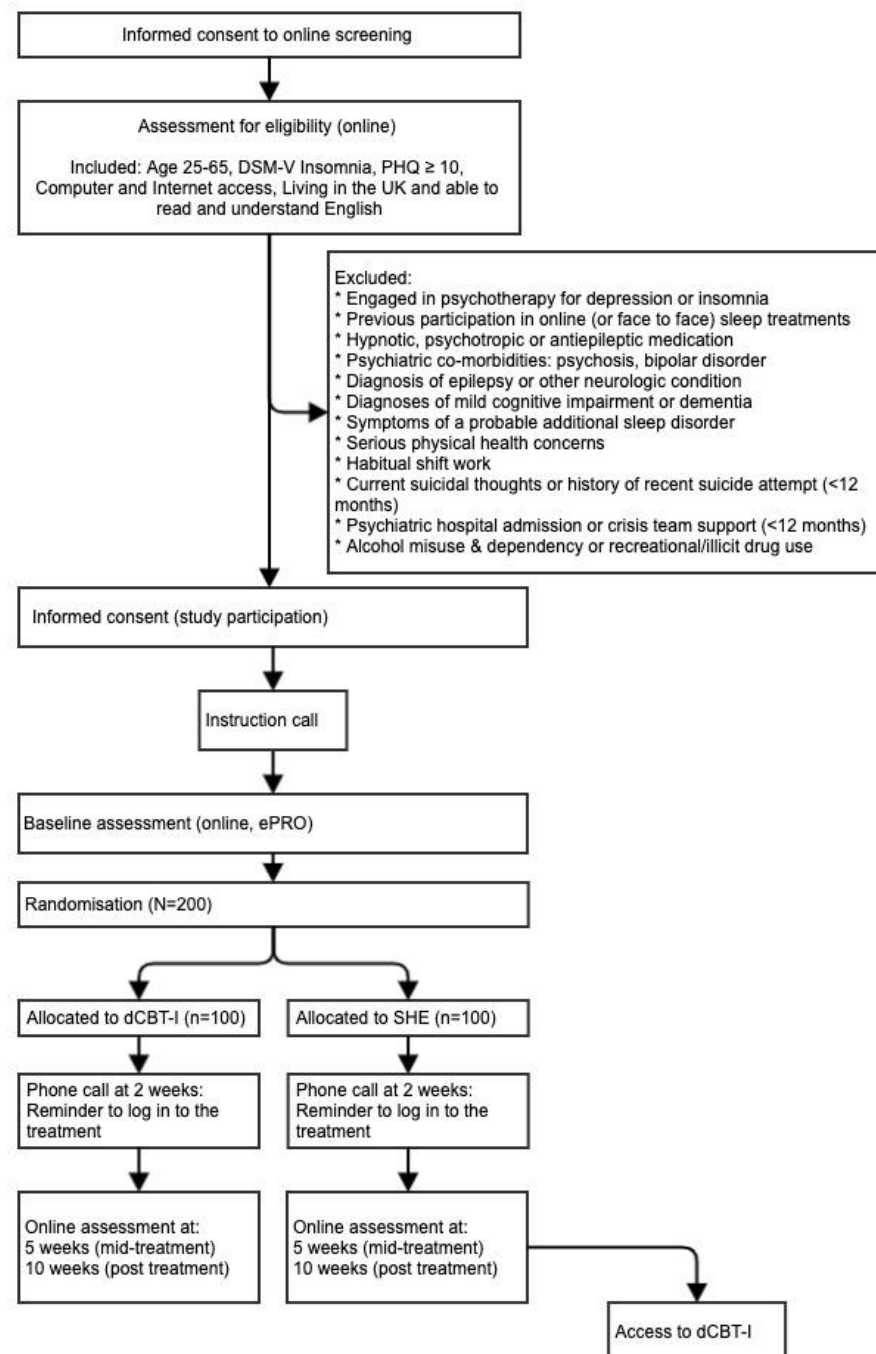 Informed consent to online screening
Assessment for eligibility (online)
Included: Age 25-65, DSM-V Insomnia, PHQ ≥ 10,
Computer and Internet access, Living in the UK and able to
read and understand English
Excluded:
* Engaged in psychotherapy for depression or insomnia
* Previous participation in online (or face to face) sleep treatments
* Hypnotic, psychotropic or antiepileptic medication
* Psychiatric co-morbidities: psychosis, bipolar disorder
* Diagnosis of epilepsy or other neurologic condition
* Diagnoses of mild cognitive impairment or dementia
* Symptoms of a probable additional sleep disorder
* Serious physical health concerns
* Habitual shift work
* Current suicidal thoughts or history of recent suicide attempt (<12
months)
* Psychiatric hospital admission or crisis team support (<12 months)
* Alcohol misuse & dependency or recreational/illicit drug use
Informed consent (study participation)
Instruction call
Baseline assessment (online, ePRO)
Randomisation (N=200)
Allocated to dCBT-I (n=100)
Phone call at 2 weeks:
Reminder to log in to the
treatment
Online assessment at:
5 weeks (mid-treatment)
10 weeks (post treatment)
Allocated to SHE (n=100)
Phone call at 2 weeks:
Reminder to log in to the
treatment
Online assessment at:
5 weeks (mid-treatment)
10 weeks (post treatment)
Access to dCBT-I